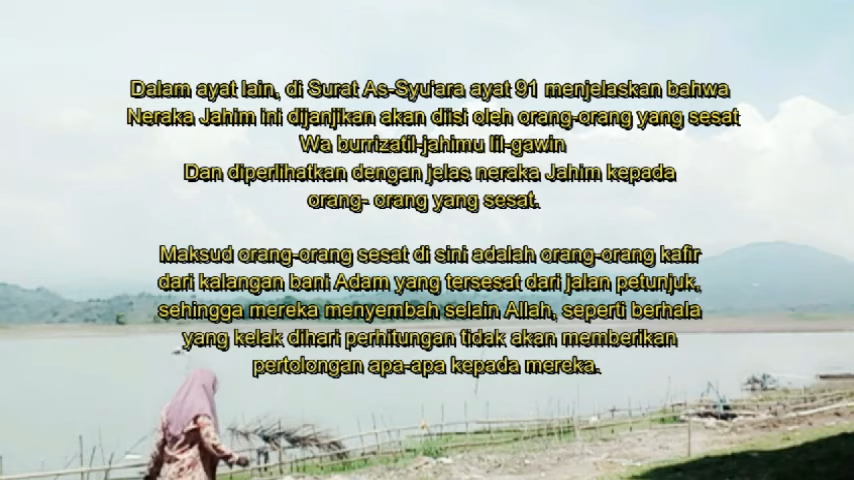 Dalam ayat lain, di Surat As-Syu'ara ayat 91 menjelaskan bahwa
Neraka Jahim ini dijanjikan akan diisi oleh orang-orang yang sesat
Wa burrizatil-jahimu lil-gawin
Dan diperlihatkan dengan jelas neraka Jahim kepada
orang- orang yang sesat.
Maksud orang-orang sesat di sini adalah orang-orang kafir
dari kalangan bani Adam yang tersesat dari jalan petunjuk,
sehingga mereka menyembah selain Allah, seperti berhala
yang kelak dihari perhitungan tidak akan memberikan
pertolongan apa-apa kepada mereka.